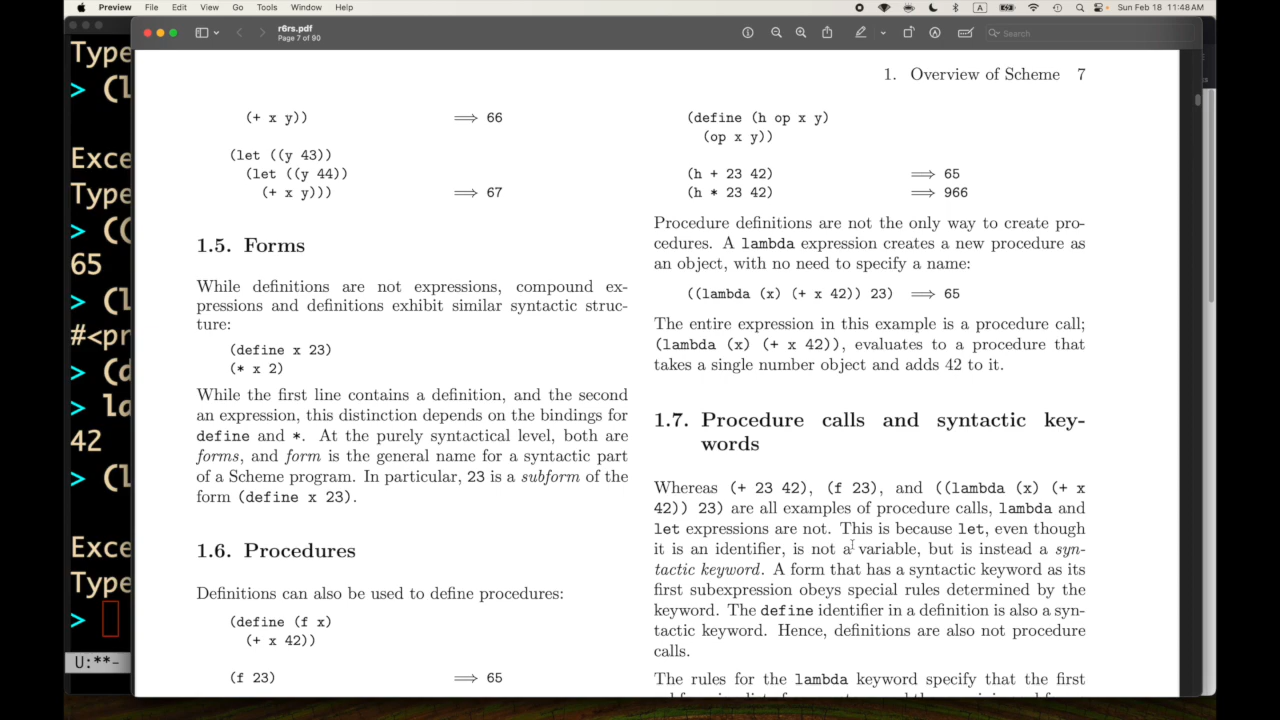 Preview File Edit View Go Tools Window Help
A
Sun Feb 18 11:48 AM
r6rs.pdf
Page 7 of 90
Search
Type
> (l
Exce
Type
> ((
65
> (l
#<pr
> (d
> la
42
> (l
Exce
Type
>
U:**-
1. Overview of Scheme 7
(+ x y)) ⟹ 66
(let ((y 43))
(let ((y 44))
(+ x y))) ⟹ 67
1.5. Forms
While definitions are not expressions, compound ex-
pressions and definitions exhibit similar syntactic struc-
ture:
(define x 23)
(* x 2)
While the first line contains a definition, and the second
an expression, this distinction depends on the bindings for
define and *. At the purely syntactical level, both are
forms, and form is the general name for a syntactic part
of a Scheme program. In particular, 23 is a subform of the
form (define x 23).
1.6. Procedures
Definitions can also be used to define procedures:
(define (f x)
(+ x 42))
(f 23) ⟹ 65
(define (h op x y)
(op x y))
(h + 23 42) ⟹ 65
(h * 23 42) ⟹ 966
Procedure definitions are not the only way to create pro-
cedures. A lambda expression creates a new procedure as
an object, with no need to specify a name:
((lambda (x) (+ x 42)) 23) ⟹ 65
The entire expression in this example is a procedure call;
(lambda (x) (+ x 42)), evaluates to a procedure that
takes a single number object and adds 42 to it.
1.7. Procedure calls and syntactic key-
words
Whereas (+ 23 42), (f 23), and ((lambda (x) (+ x
42)) 23) are all examples of procedure calls, lambda and
let expressions are not. This is because let, even though
it is an identifier, is not a variable, but is instead a syn-
tactic keyword. A form that has a syntactic keyword as its
first subexpression obeys special rules determined by the
keyword. The define identifier in a definition is also a syn-
tactic keyword. Hence, definitions are also not procedure
calls.
The rules for the lambda keyword specify that the first